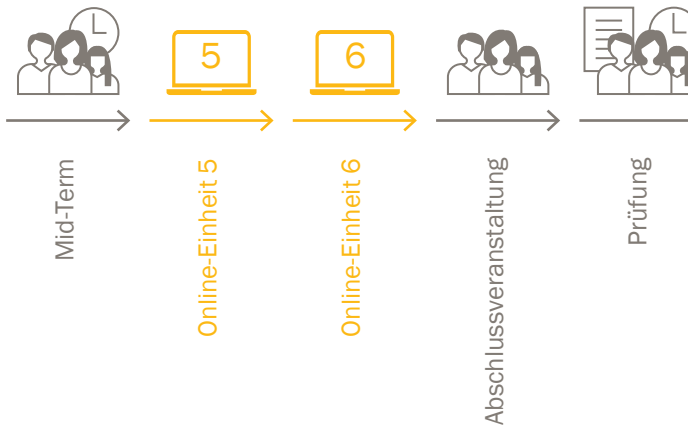 5
6
Mid-Term
Online-Einheit 5
Online-Einheit 6
Abschlussveranstaltung
Prüfung